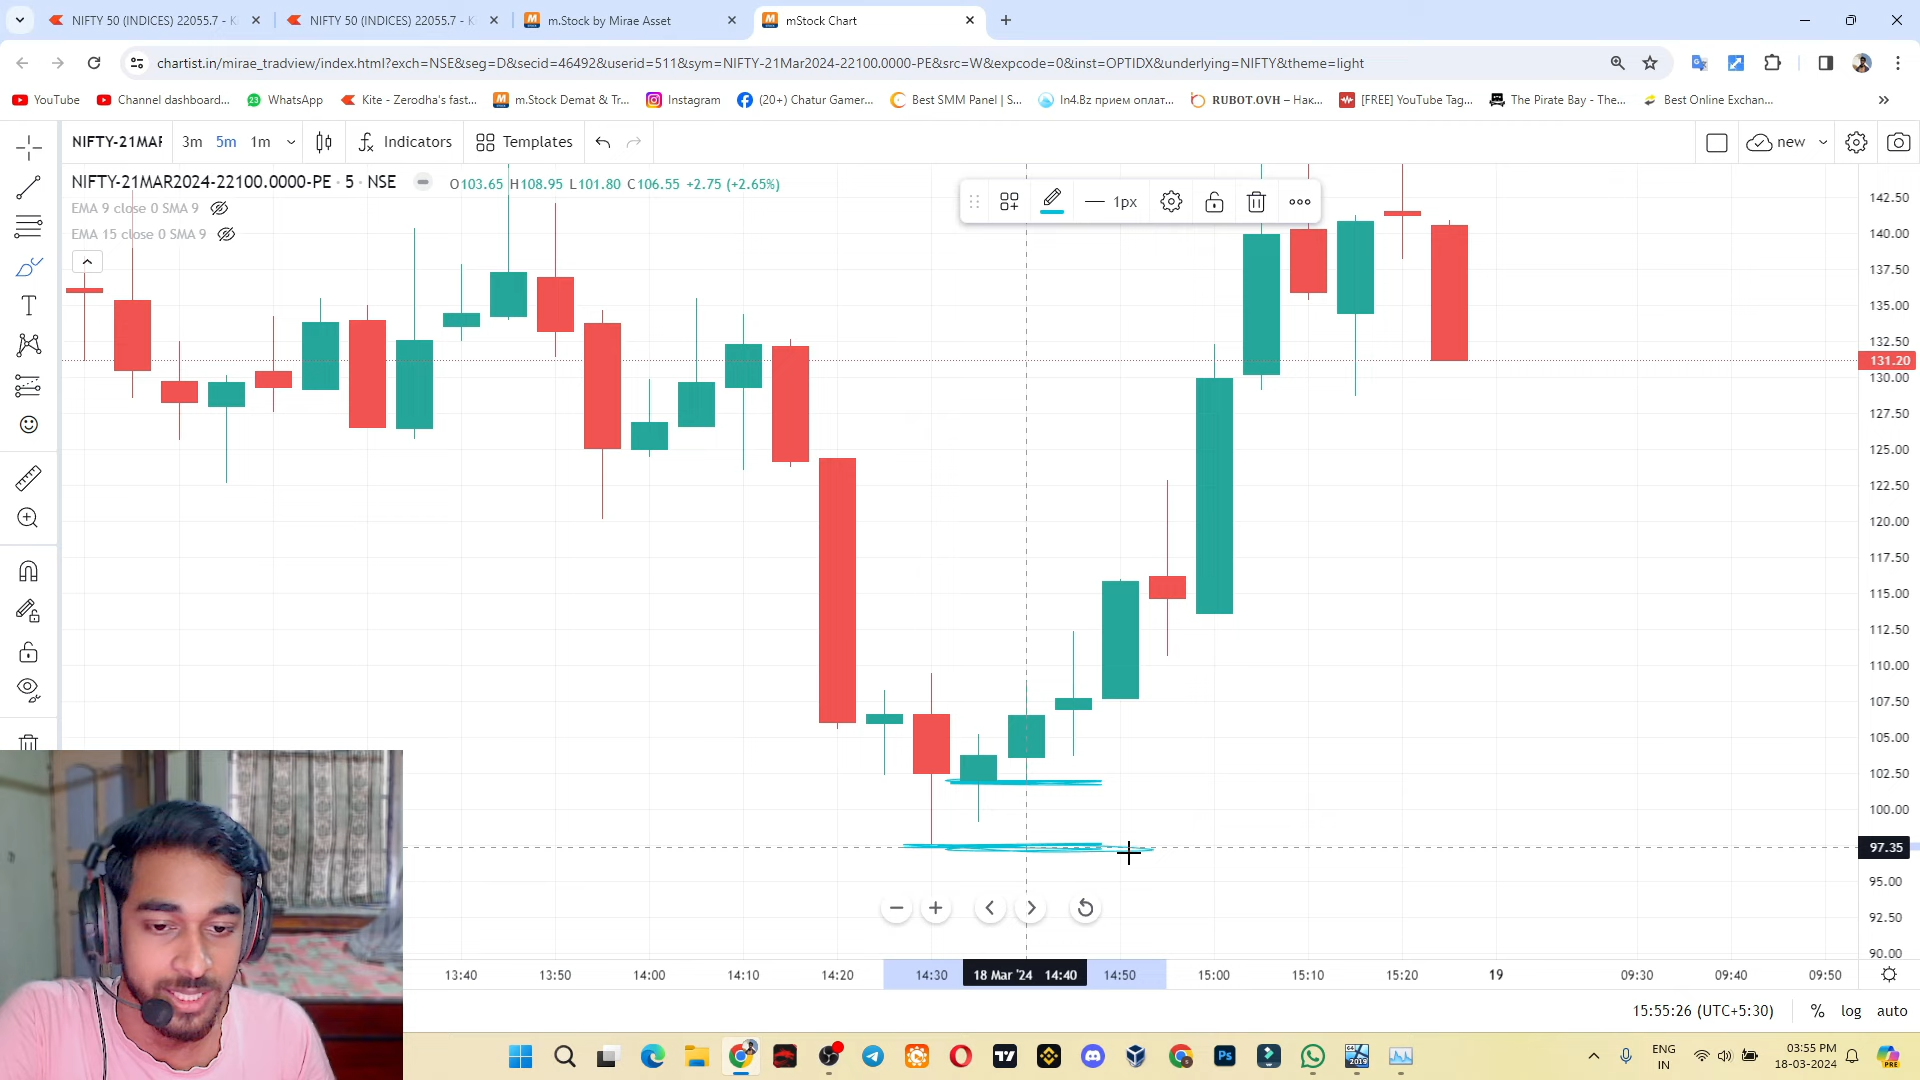 NIFTY 50 (INDICES) 22055.7 - K
NIFTY 50 (INDICES) 22055.7 - K
m.Stock by Mirae Asset
mStock Chart
chartist.in/mirae_tradview/index.html?exch=NSE&seg=D&secid=46492&userid=511&sym=NIFTY-21Mar2024-22100.0000-PE&src=W&expcode=0&inst=OPTIDX&underlying=NIFTY&theme=light
YouTube
Channel dashboard...
WhatsApp
Kite - Zerodha's fast...
m.Stock Demat & Tr...
Instagram
(20+) Chatur Gamer...
Best SMM Panel | S...
In4.Bz прием оплат...
RUBOT.OVH – Нак...
[FREE] YouTube Tag...
The Pirate Bay - The...
Best Online Exchan...
NIFTY-21MAR
3m
5m
1m
Indicators
Templates
new
NIFTY-21MAR2024-22100.0000-PE · 5 · NSE
O103.65 H108.95 L101.80 C106.55 +2.75 (+2.65%)
EMA 9 close 0 SMA 9
EMA 15 close 0 SMA 9
1px
142.50
140.00
137.50
135.00
132.50
131.20
130.00
127.50
125.00
122.50
120.00
117.50
115.00
112.50
110.00
107.50
105.00
102.50
100.00
97.35
95.00
92.50
90.00
13:40
13:50
14:00
14:10
14:20
14:30
18 Mar '24 14:40
14:50
15:00
15:10
15:20
19
09:30
09:40
09:50
15:55:26 (UTC+5:30)
%
log
auto
ENG
IN
03:55 PM
18-03-2024